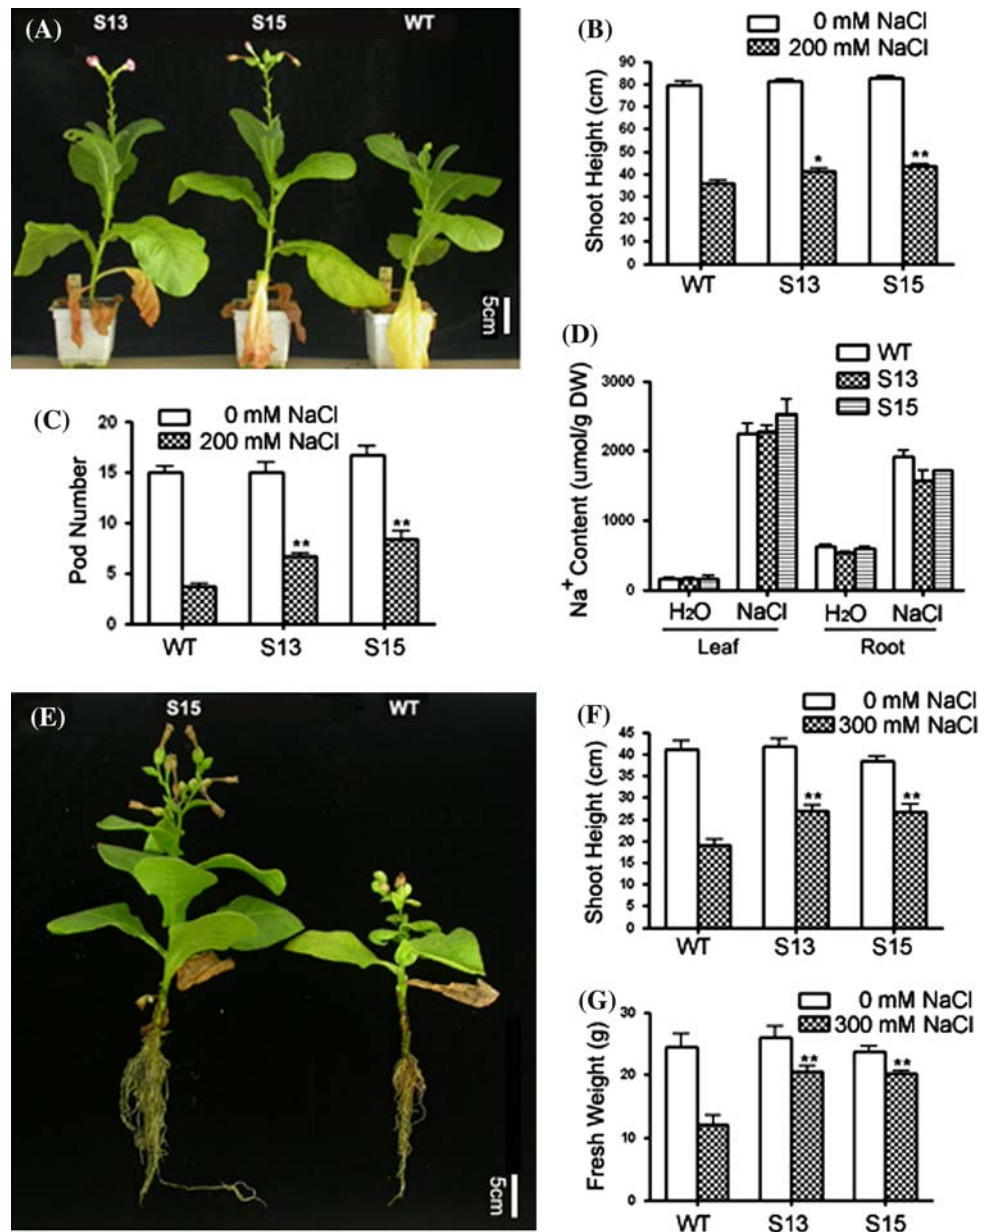 (A)
S13
S15
WT
5cm
(B)
0 mM NaCl
200 mM NaCl
Shoot Height (cm)
90
80
70
60
50
40
30
20
10
0
*
**
WT
S13
S15
(C)
0 mM NaCl
200 mM NaCl
Pod Number
20
15
10
5
0
**
**
WT
S13
S15
(D)
WT
S13
S15
Na+ Content (umol/g DW)
3000
2000
1000
0
H2O
NaCl
H2O
NaCl
Leaf
Root
(E)
S15
WT
5cm
(F)
0 mM NaCl
300 mM NaCl
Shoot Height (cm)
45
40
35
30
25
20
15
10
5
0
**
**
WT
S13
S15
(G)
0 mM NaCl
300 mM NaCl
Fresh Weight (g)
30
20
10
0
**
**
WT
S13
S15